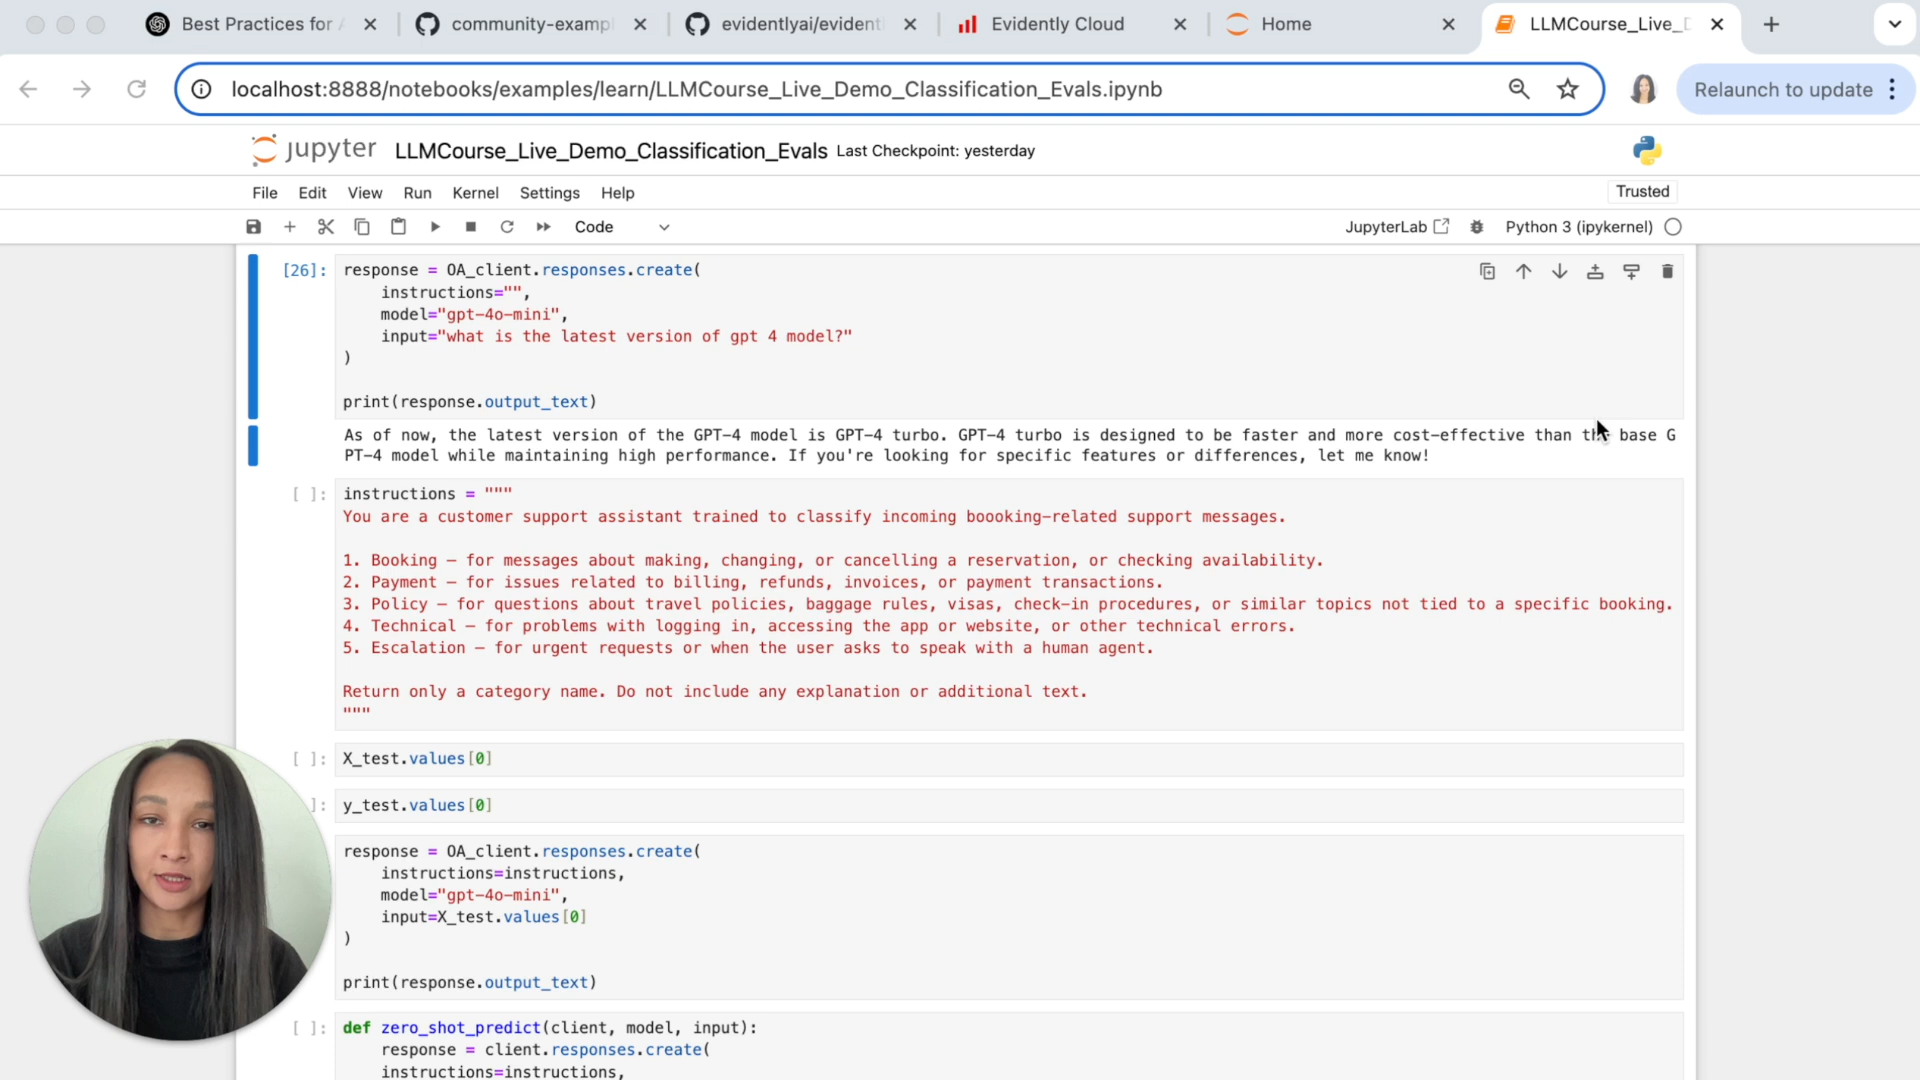 Best Practices for A
community-exampl
evidentlyai/evidentl
Evidently Cloud
Home
LLMCourse_Live_D
localhost:8888/notebooks/examples/learn/LLMCourse_Live_Demo_Classification_Evals.ipynb
Relaunch to update
jupyter LLMCourse_Live_Demo_Classification_Evals Last Checkpoint: yesterday
File Edit View Run Kernel Settings Help
Trusted
Code
JupyterLab
Python 3 (ipykernel)
[26]: response = OA_client.responses.create(
instructions="",
model="gpt-4o-mini",
input="what is the latest version of gpt 4 model?"
)
print(response.output_text)
As of now, the latest version of the GPT-4 model is GPT-4 turbo. GPT-4 turbo is designed to be faster and more cost-effective than the base G
PT-4 model while maintaining high performance. If you're looking for specific features or differences, let me know!
[ ]: instructions = """
You are a customer support assistant trained to classify incoming boooking-related support messages.
1. Booking – for messages about making, changing, or cancelling a reservation, or checking availability.
2. Payment – for issues related to billing, refunds, invoices, or payment transactions.
3. Policy – for questions about travel policies, baggage rules, visas, check-in procedures, or similar topics not tied to a specific booking.
4. Technical – for problems with logging in, accessing the app or website, or other technical errors.
5. Escalation – for urgent requests or when the user asks to speak with a human agent.
Return only a category name. Do not include any explanation or additional text.
"""
[ ]: X_test.values[0]
]: y_test.values[0]
response = OA_client.responses.create(
instructions=instructions,
model="gpt-4o-mini",
input=X_test.values[0]
)
print(response.output_text)
[ ]: def zero_shot_predict(client, model, input):
response = client.responses.create(
instructions=instructions,